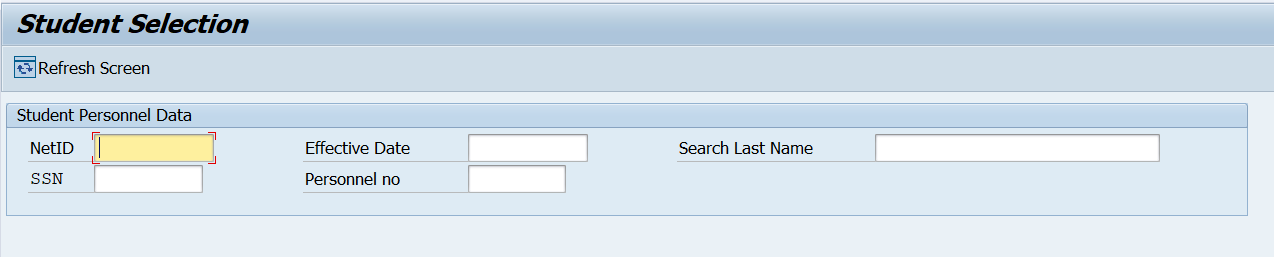 Student Selection
Refresh Screen
Student Personnel Data
NetID Effective Date Search Last Name
SSN Personnel no